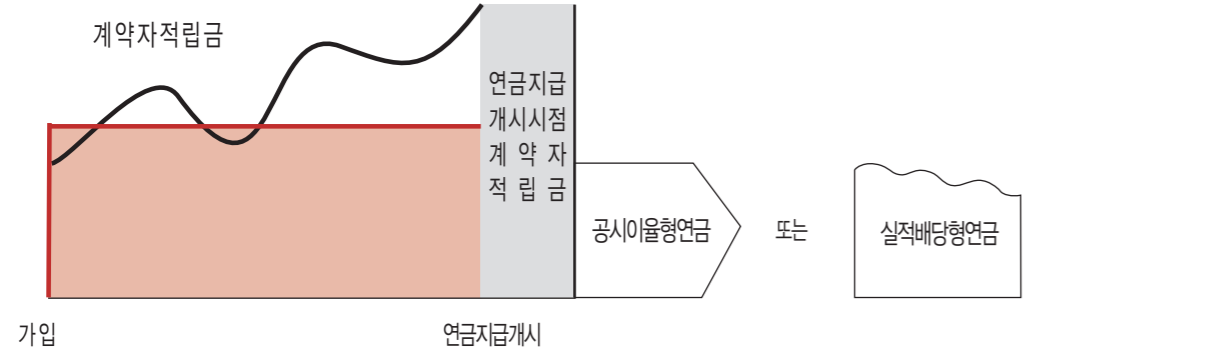 계약자적립금
연금지급
개시시점
계 약 자
적 립 금
공시이율형연금
또는
실적배당형연금
가입
연금지급개시